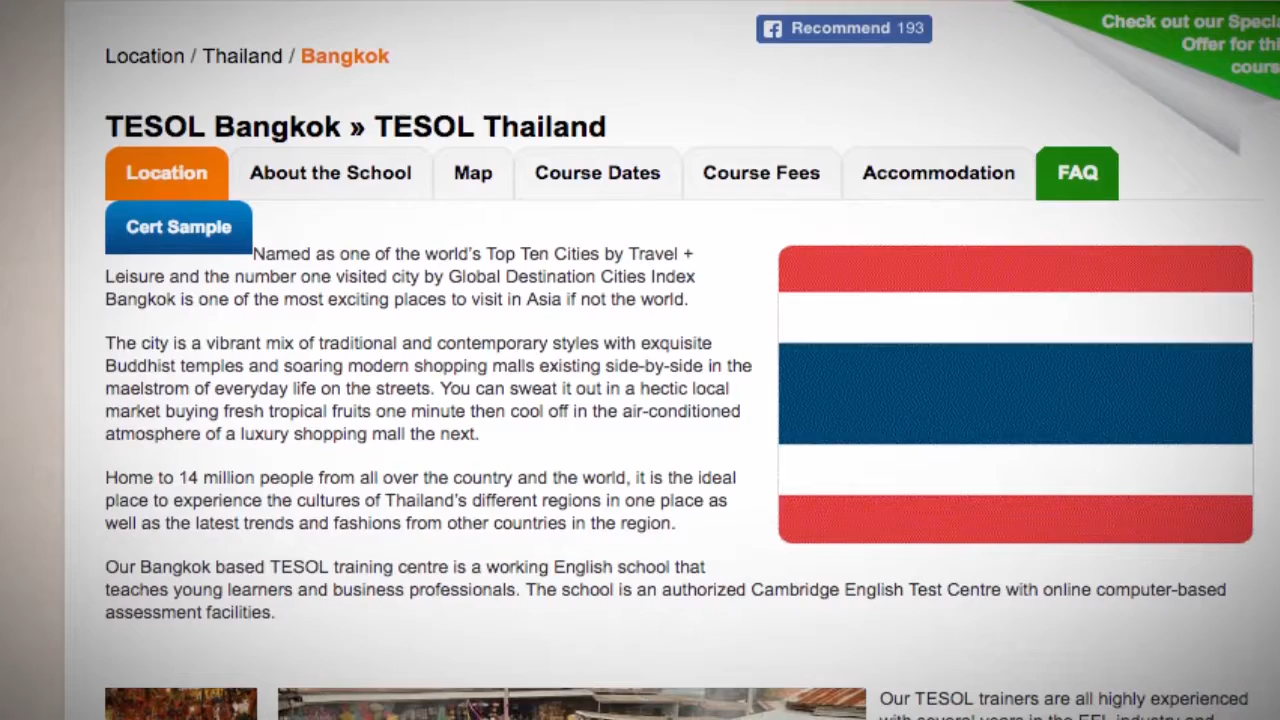 Recommend 193
Check out our Specia
Offer for thi
cours
Location / Thailand / Bangkok
TESOL Bangkok » TESOL Thailand
Location About the School Map Course Dates Course Fees Accommodation FAQ
Cert Sample
Named as one of the world’s Top Ten Cities by Travel +
Leisure and the number one visited city by Global Destination Cities Index
Bangkok is one of the most exciting places to visit in Asia if not the world.
The city is a vibrant mix of traditional and contemporary styles with exquisite
Buddhist temples and soaring modern shopping malls existing side-by-side in the
maelstrom of everyday life on the streets. You can sweat it out in a hectic local
market buying fresh tropical fruits one minute then cool off in the air-conditioned
atmosphere of a luxury shopping mall the next.
Home to 14 million people from all over the country and the world, it is the ideal
place to experience the cultures of Thailand’s different regions in one place as
well as the latest trends and fashions from other countries in the region.
Our Bangkok based TESOL training centre is a working English school that
teaches young learners and business professionals. The school is an authorized Cambridge English Test Centre with online computer-based
assessment facilities.
Our TESOL trainers are all highly experienced
with several years in the EFL industry and